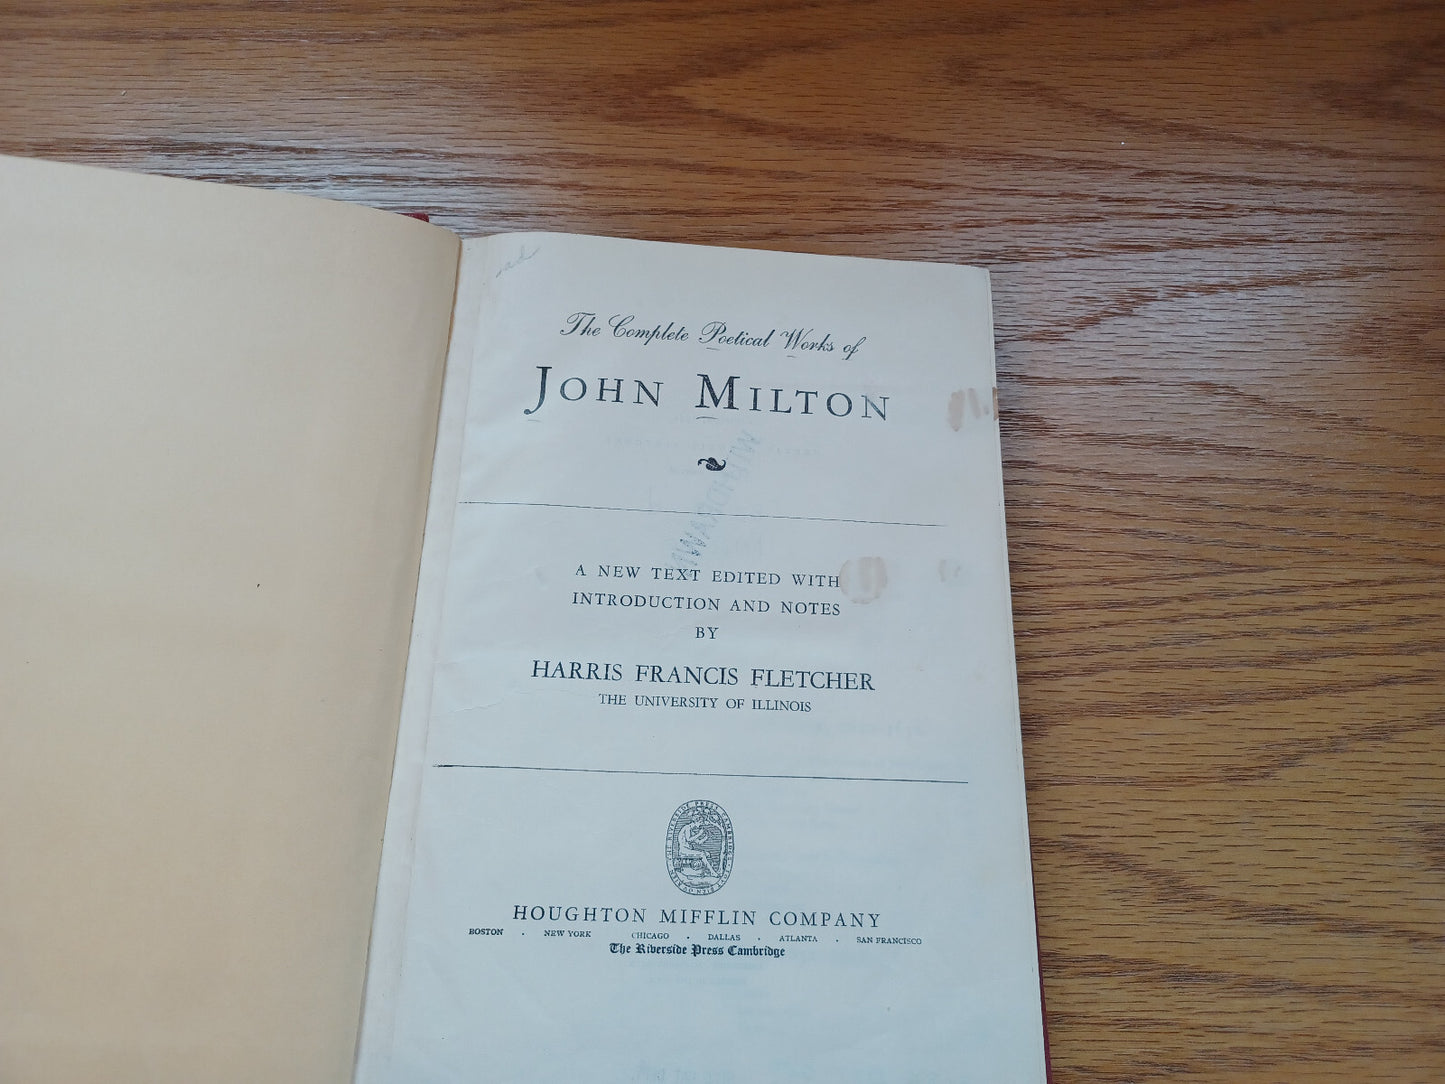 The Complete Poetical Works of
JOHN MILTON
A NEW TEXT EDITED WITH
INTRODUCTION AND NOTES
BY
HARRIS FRANCIS FLETCHER
THE UNIVERSITY OF ILLINOIS
HOUGHTON MIFFLIN COMPANY
BOSTON · NEW YORK CHICAGO · DALLAS · ATLANTA · SAN FRANCISCO
The Riverside Press Cambridge